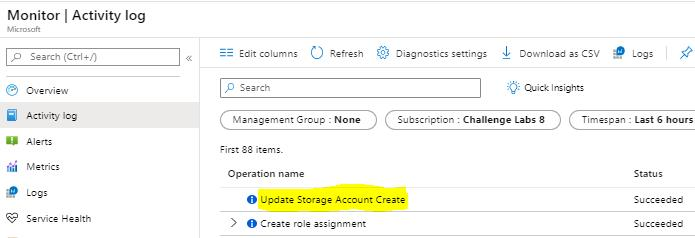 Monitor | Activity log
Microsoft
Search (Ctrl+/)
«
Overview
Activity log
Alerts
Metrics
Logs
Service Health
Edit columns Refresh Diagnostics settings Download as CSV Logs
Search
Quick Insights
Management Group : None Subscription : Challenge Labs 8 Timespan : Last 6 hours
First 88 items.
Operation name Status
Update Storage Account Create Succeeded
Create role assignment Succeeded